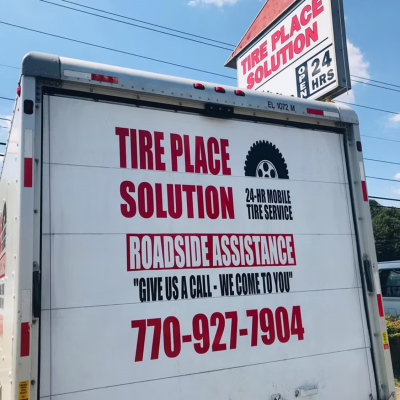 TIRE PLACE
SOLUTION
OPEN
24
HRS
EL 1072 M
TIRE PLACE
SOLUTION
24-HR MOBILE
TIRE SERVICE
ROADSIDE ASSISTANCE
"GIVE US A CALL - WE COME TO YOU"
770-927-7904